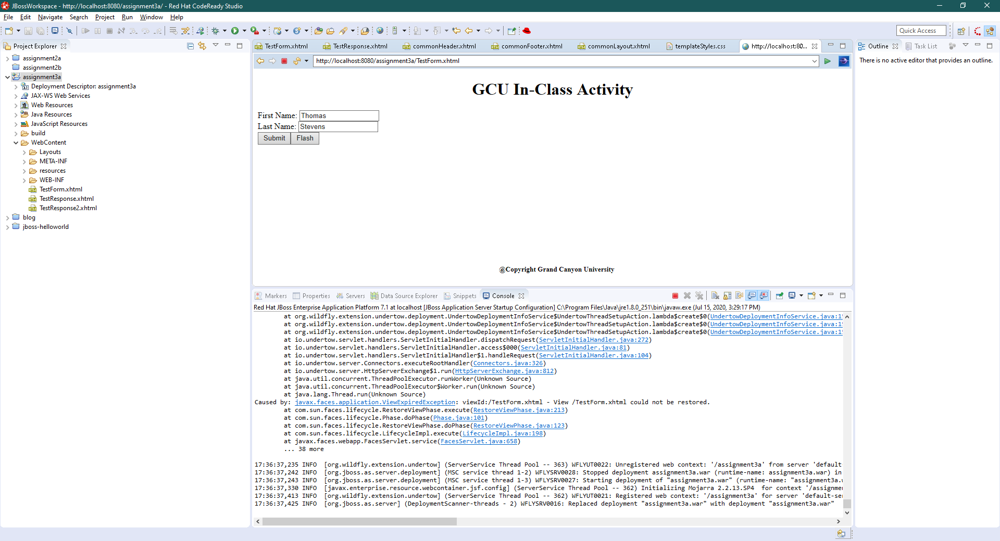 JBossWorkspace - http://localhost:8080/assignment3a/ - Red Hat CodeReady Studio
File Edit Navigate Search Project Run Window Help
Quick Access
Project Explorer
assignment2a
assignment2b
assignment3a
Deployment Descriptor: assignment3a
JAX-WS Web Services
Web Resources
Java Resources
JavaScript Resources
build
WebContent
Layouts
META-INF
resources
WEB-INF
TestForm.xhtml
TestResponse.xhtml
TestResponse2.xhtml
blog
jboss-helloworld
TestForm.xhtml TestResponse.xhtml commonHeader.xhtml commonFooter.xhtml commonLayout.xhtml templateStyles.css http://localhost:80...
http://localhost:8080/assignment3a/TestForm.xhtml
GCU In-Class Activity
First Name: Thomas
Last Name: Stevens
Submit Flash
@Copyright Grand Canyon University
Outline Task List
There is no active editor that provides an outline.
Markers Properties Servers Data Source Explorer Snippets Console
Red Hat JBoss Enterprise Application Platform 7.1 at localhost [JBoss Application Server Startup Configuration] C:\Program Files\Java\jre1.8.0_251\bin\javaw.exe (Jul 15, 2020, 3:29:17 PM)
at org.wildfly.extension.undertow.deployment.UndertowDeploymentInfoService$UndertowThreadSetupAction.lambda$create$0(UndertowDeploymentInfoService.java:15
at org.wildfly.extension.undertow.deployment.UndertowDeploymentInfoService$UndertowThreadSetupAction.lambda$create$0(UndertowDeploymentInfoService.java:15
at org.wildfly.extension.undertow.deployment.UndertowDeploymentInfoService$UndertowThreadSetupAction.lambda$create$0(UndertowDeploymentInfoService.java:15
at io.undertow.servlet.handlers.ServletInitialHandler.dispatchRequest(ServletInitialHandler.java:272)
at io.undertow.servlet.handlers.ServletInitialHandler.access$000(ServletInitialHandler.java:81)
at io.undertow.servlet.handlers.ServletInitialHandler$1.handleRequest(ServletInitialHandler.java:104)
at io.undertow.server.Connectors.executeRootHandler(Connectors.java:326)
at io.undertow.server.HttpServerExchange$1.run(HttpServerExchange.java:812)
at java.util.concurrent.ThreadPoolExecutor.runWorker(Unknown Source)
at java.util.concurrent.ThreadPoolExecutor$Worker.run(Unknown Source)
at java.lang.Thread.run(Unknown Source)
Caused by: javax.faces.application.ViewExpiredException: viewId:/TestForm.xhtml - View /TestForm.xhtml could not be restored.
at com.sun.faces.lifecycle.RestoreViewPhase.execute(RestoreViewPhase.java:213)
at com.sun.faces.lifecycle.Phase.doPhase(Phase.java:101)
at com.sun.faces.lifecycle.RestoreViewPhase.doPhase(RestoreViewPhase.java:123)
at com.sun.faces.lifecycle.LifecycleImpl.execute(LifecycleImpl.java:198)
at javax.faces.webapp.FacesServlet.service(FacesServlet.java:658)
... 38 more
17:36:37,235 INFO [org.wildfly.extension.undertow] (ServerService Thread Pool -- 363) WFLYUT0022: Unregistered web context: '/assignment3a' from server 'default
17:36:37,242 INFO [org.jboss.as.server.deployment] (MSC service thread 1-2) WFLYSRV0028: Stopped deployment assignment3a.war (runtime-name: assignment3a.war) in
17:36:37,243 INFO [org.jboss.as.server.deployment] (MSC service thread 1-3) WFLYSRV0027: Starting deployment of "assignment3a.war" (runtime-name: "assignment3a.w
17:36:37,330 INFO [javax.enterprise.resource.webcontainer.jsf.config] (ServerService Thread Pool -- 362) Initializing Mojarra 2.2.13.SP4 for context '/assignme
17:36:37,413 INFO [org.wildfly.extension.undertow] (ServerService Thread Pool -- 362) WFLYUT0021: Registered web context: '/assignment3a' for server 'default-se
17:36:37,425 INFO [org.jboss.as.server] (DeploymentScanner-threads - 2) WFLYSRV0016: Replaced deployment "assignment3a.war" with deployment "assignment3a.war"